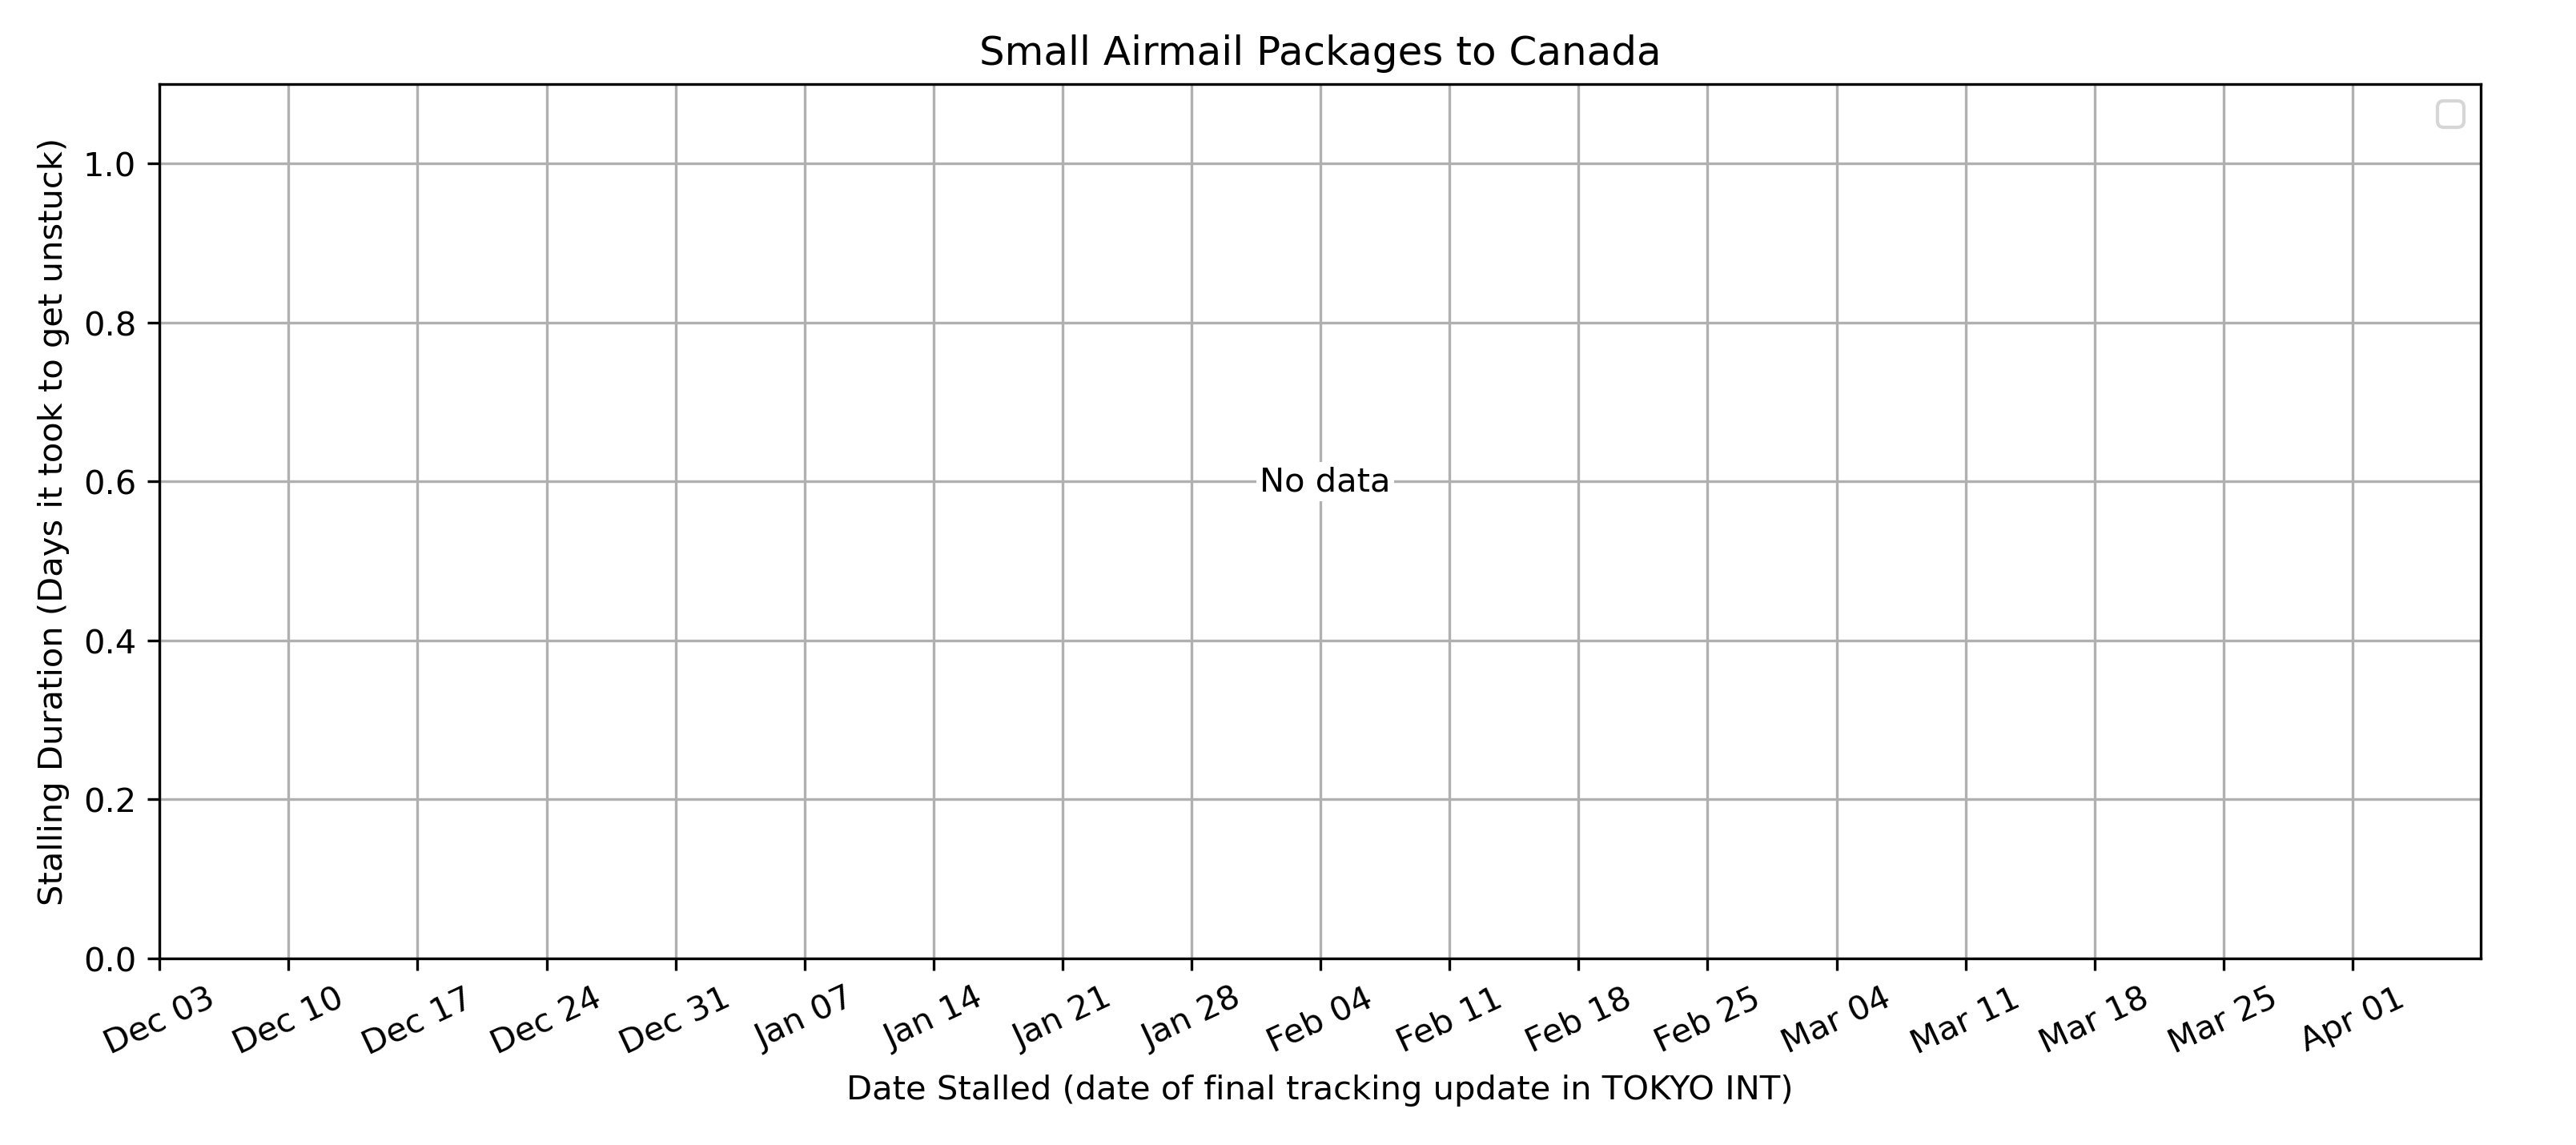 Small Airmail Packages to Canada
Stalling Duration (Days it took to get unstuck)
1.0
0.8
0.6
0.4
0.2
0.0
No data
Dec 03 Dec 10 Dec 17 Dec 24 Dec 31 Jan 07 Jan 14 Jan 21 Jan 28 Feb 04 Feb 11 Feb 18 Feb 25 Mar 04 Mar 11 Mar 18 Mar 25 Apr 01
Date Stalled (date of final tracking update in TOKYO INT)